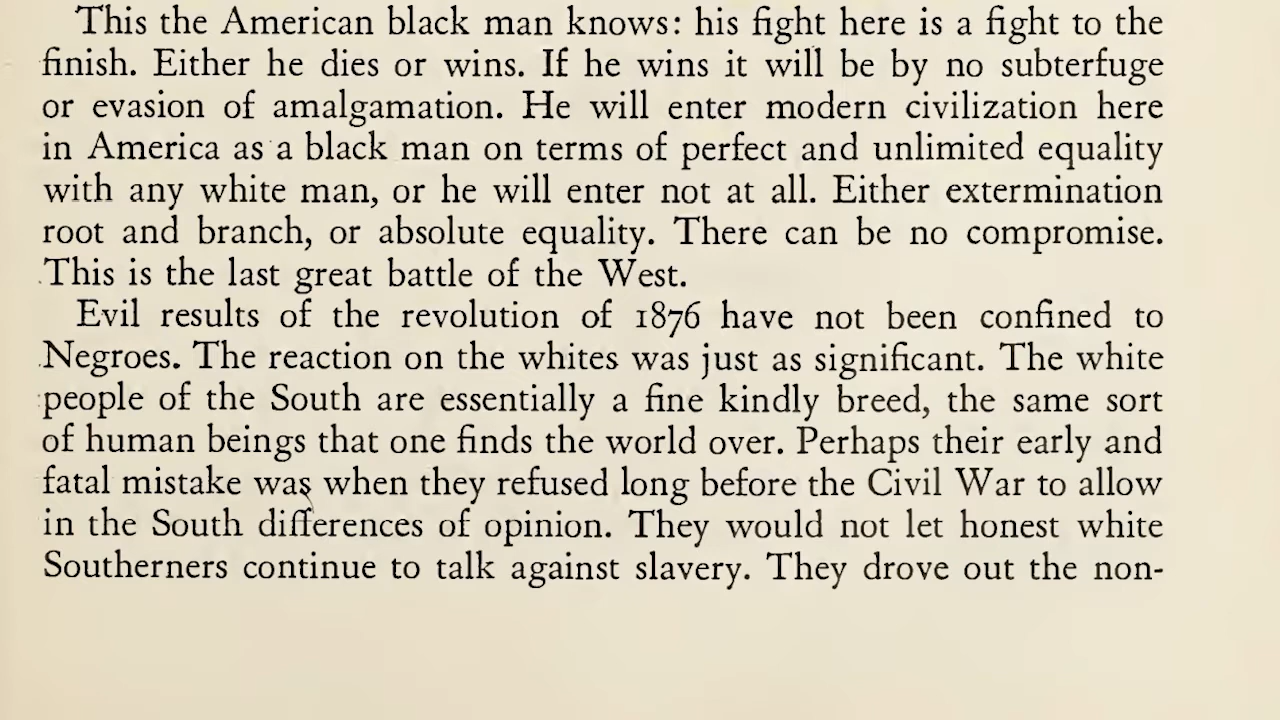 This the American black man knows: his fight here is a fight to the
finish. Either he dies or wins. If he wins it will be by no subterfuge
or evasion of amalgamation. He will enter modern civilization here
in America as a black man on terms of perfect and unlimited equality
with any white man, or he will enter not at all. Either extermination
root and branch, or absolute equality. There can be no compromise.
This is the last great battle of the West.
Evil results of the revolution of 1876 have not been confined to
Negroes. The reaction on the whites was just as significant. The white
people of the South are essentially a fine kindly breed, the same sort
of human beings that one finds the world over. Perhaps their early and
fatal mistake was when they refused long before the Civil War to allow
in the South differences of opinion. They would not let honest white
Southerners continue to talk against slavery. They drove out the non-